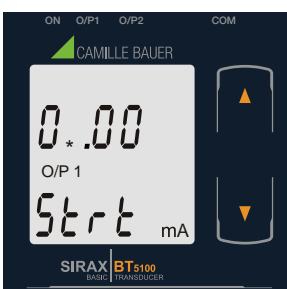 ON O/P1 O/P2 COM
CAMILLE BAUER
0*.00
O/P 1
Strt mA
SIRAX BT5100
BASIC TRANSDUCER